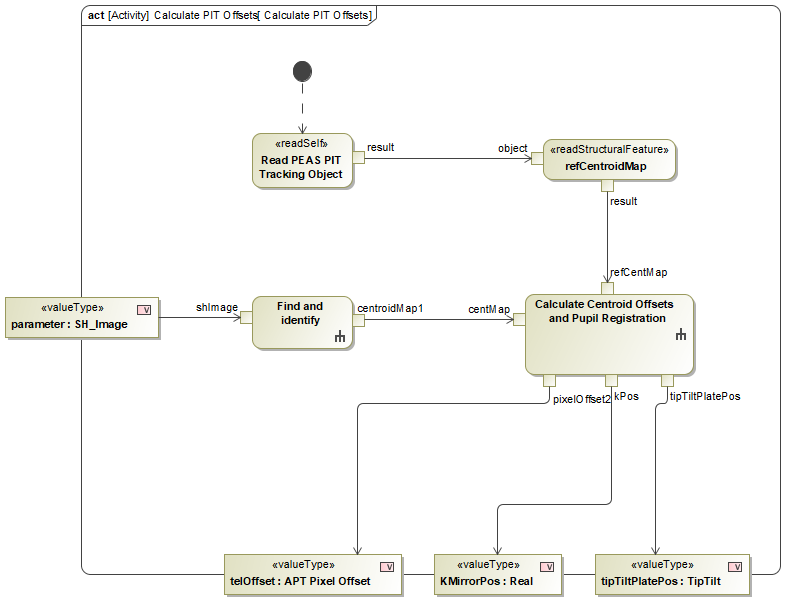 act [Activity] Calculate PIT Offsets[ Calculate PIT Offsets]
«readSelf»
Read PEAS PIT
Tracking Object
result
object
«readStructuralFeature»
refCentroidMap
result
refCentMap
«valueType»
parameter : SH_Image
v
shImage
Find and
identify
centroidMap1
centMap
Calculate Centroid Offsets
and Pupil Registration
pixelOffset2
kPos
tipTiltPlatePos
«valueType»
telOffset : APT Pixel Offset
v
«valueType»
KMirrorPos : Real
v
«valueType»
tipTiltPlatePos : TipTilt
v